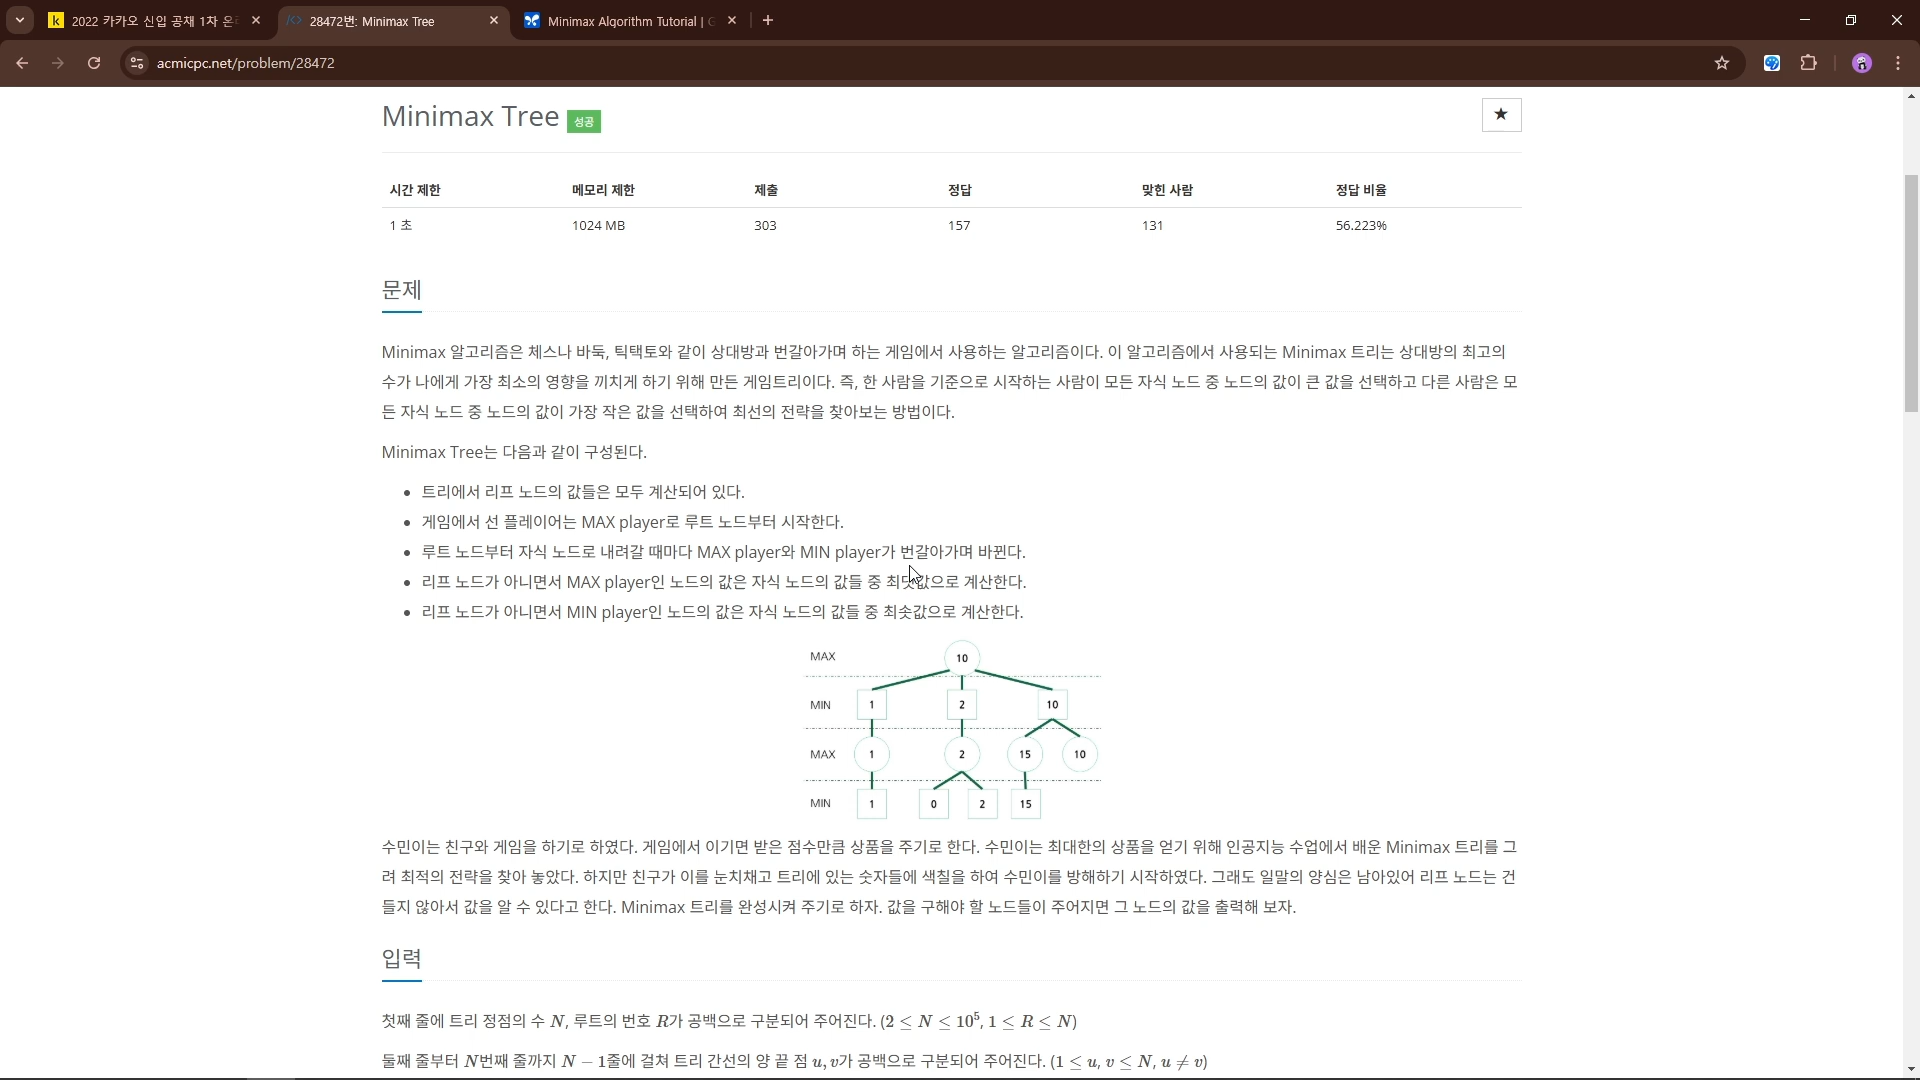 2022 카카오 신입 공채 1차 온
28472번: Minimax Tree
Minimax Algorithm Tutorial | G
acmicpc.net/problem/28472
Minimax Tree 성공
시간 제한 메모리 제한 제출 정답 맞힌 사람 정답 비율
1 초 1024 MB 303 157 131 56.223%
문제
Minimax 알고리즘은 체스나 바둑, 틱택토와 같이 상대방과 번갈아가며 하는 게임에서 사용하는 알고리즘이다. 이 알고리즘에서 사용되는 Minimax 트리는 상대방의 최고의
수가 나에게 가장 최소의 영향을 끼치게 하기 위해 만든 게임트리이다. 즉, 한 사람을 기준으로 시작하는 사람이 모든 자식 노드 중 노드의 값이 큰 값을 선택하고 다른 사람은 모
든 자식 노드 중 노드의 값이 가장 작은 값을 선택하여 최선의 전략을 찾아보는 방법이다.
Minimax Tree는 다음과 같이 구성된다.
트리에서 리프 노드의 값들은 모두 계산되어 있다.
게임에서 선 플레이어는 MAX player로 루트 노드부터 시작한다.
루트 노드부터 자식 노드로 내려갈 때마다 MAX player와 MIN player가 번갈아가며 바뀐다.
리프 노드가 아니면서 MAX player인 노드의 값은 자식 노드의 값들 중 최댓값으로 계산한다.
리프 노드가 아니면서 MIN player인 노드의 값은 자식 노드의 값들 중 최솟값으로 계산한다.
MAX 10
MIN 1 2 10
MAX 1 2 15 10
MIN 1 0 2 15
수민이는 친구와 게임을 하기로 하였다. 게임에서 이기면 받은 점수만큼 상품을 주기로 한다. 수민이는 최대한의 상품을 얻기 위해 인공지능 수업에서 배운 Minimax 트리를 그
려 최적의 전략을 찾아 놓았다. 하지만 친구가 이를 눈치채고 트리에 있는 숫자들에 색칠을 하여 수민이를 방해하기 시작하였다. 그래도 일말의 양심은 남아있어 리프 노드는 건
들지 않아서 값을 알 수 있다고 한다. Minimax 트리를 완성시켜 주기로 하자. 값을 구해야 할 노드들이 주어지면 그 노드의 값을 출력해 보자.
입력
첫째 줄에 트리 정점의 수 N, 루트의 번호 R가 공백으로 구분되어 주어진다. (2 ≤ N ≤ 10⁵, 1 ≤ R ≤ N)
둘째 줄부터 N번째 줄까지 N − 1줄에 걸쳐 트리 간선의 양 끝 점 u, v가 공백으로 구분되어 주어진다. (1 ≤ u, v ≤ N, u ≠ v)